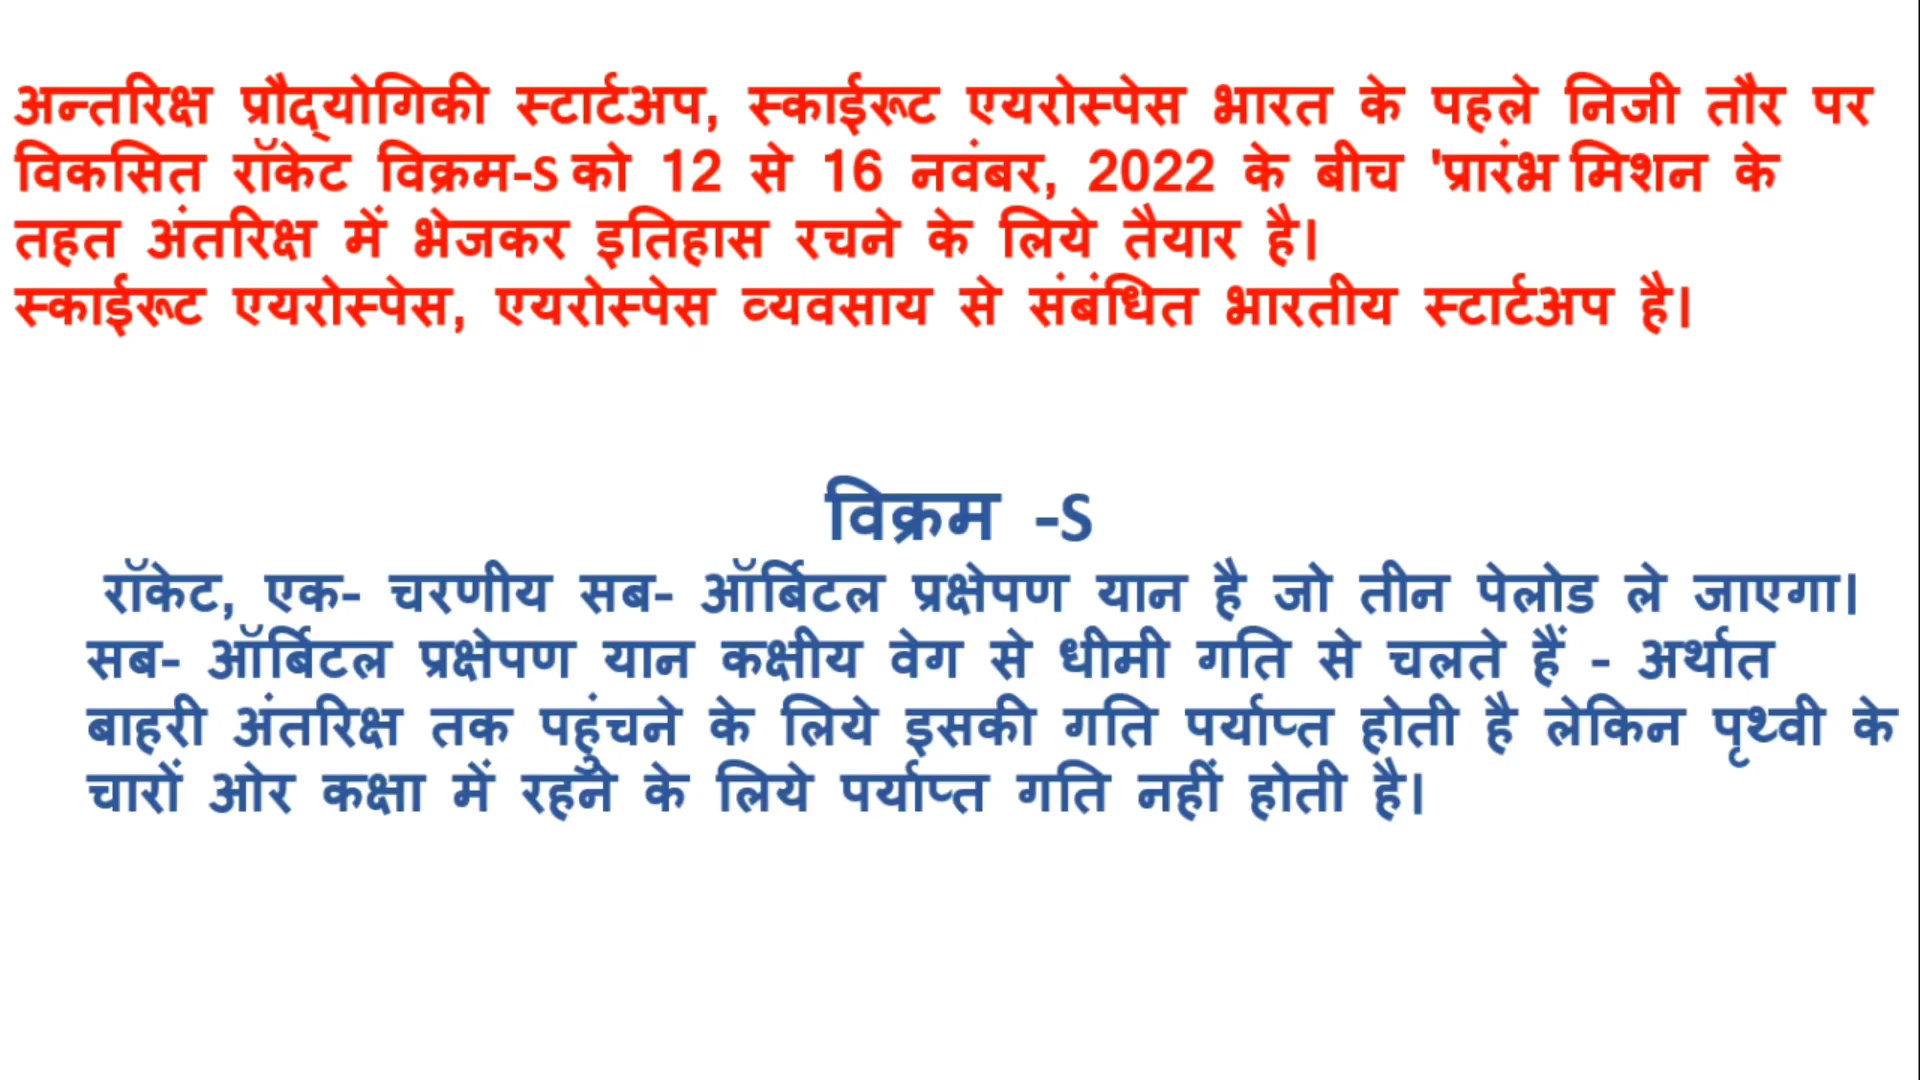 अन्तरिक्ष प्रौद्योगिकी स्टार्टअप, स्काईरूट एयरोस्पेस भारत के पहले निजी तौर पर
विकसित रॉकेट विक्रम-S को 12 से 16 नवंबर, 2022 के बीच 'प्रारंभ मिशन के
तहत अंतरिक्ष में भेजकर इतिहास रचने के लिये तैयार है।
स्काईरूट एयरोस्पेस, एयरोस्पेस व्यवसाय से संबंधित भारतीय स्टार्टअप है।
विक्रम -S
रॉकेट, एक- चरणीय सब- ऑर्बिटल प्रक्षेपण यान है जो तीन पेलोड ले जाएगा।
सब- ऑर्बिटल प्रक्षेपण यान कक्षीय वेग से धीमी गति से चलते हैं - अर्थात
बाहरी अंतरिक्ष तक पहुंचने के लिये इसकी गति पर्याप्त होती है लेकिन पृथ्वी के
चारों ओर कक्षा में रहने के लिये पर्याप्त गति नहीं होती है।